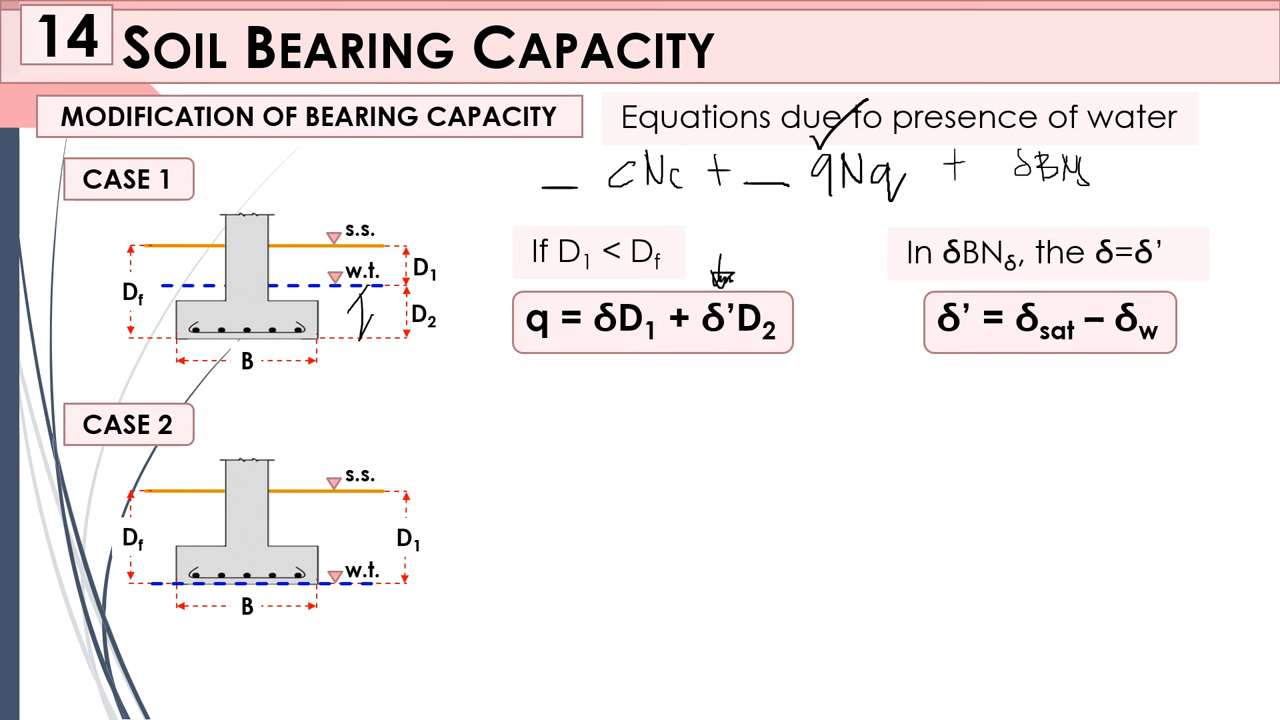 14 SOIL BEARING CAPACITY
MODIFICATION OF BEARING CAPACITY
Equations due to presence of water
_ cNc + _ qNq + δBNδ
CASE 1
s.s.
w.t.
Df
D1
D2
B
If D1 < Df
q = δD1 + δ’D2
In δBNδ, the δ=δ’
δ’ = δsat – δw
CASE 2
s.s.
Df
D1
w.t.
B